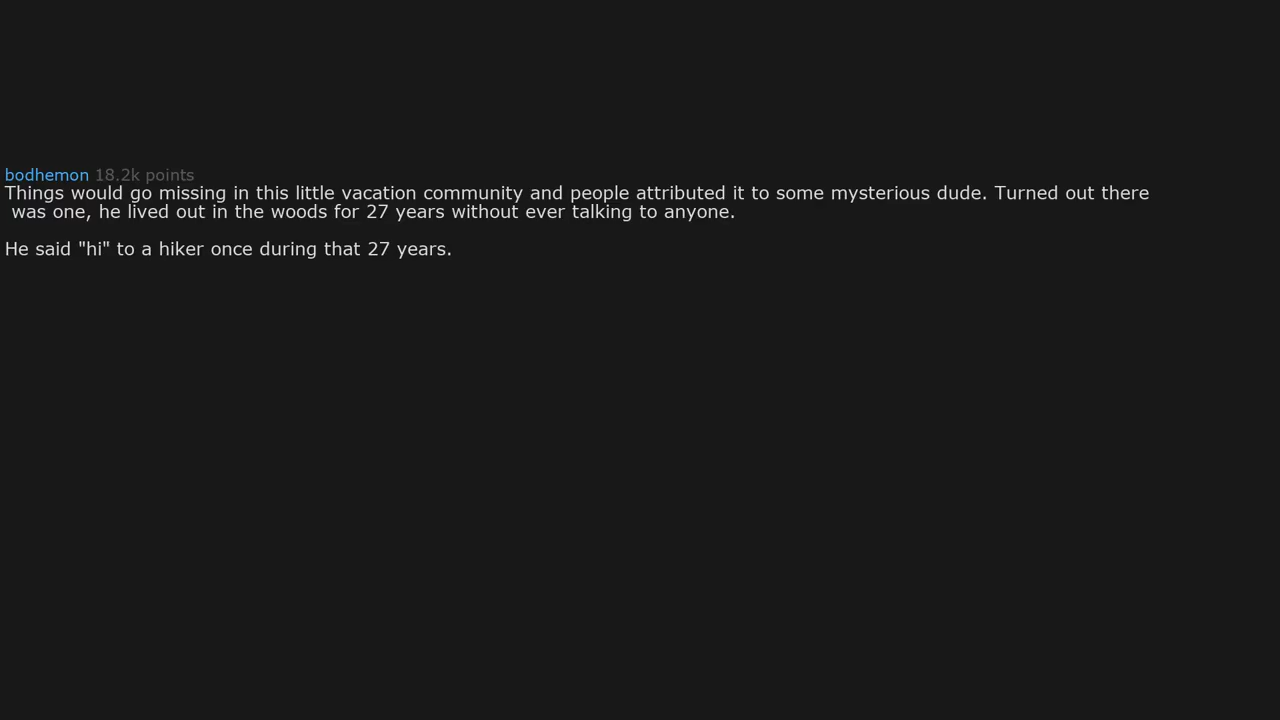 bodhemon 18.2k points
Things would go missing in this little vacation community and people attributed it to some mysterious dude. Turned out there
was one, he lived out in the woods for 27 years without ever talking to anyone.
He said "hi" to a hiker once during that 27 years.